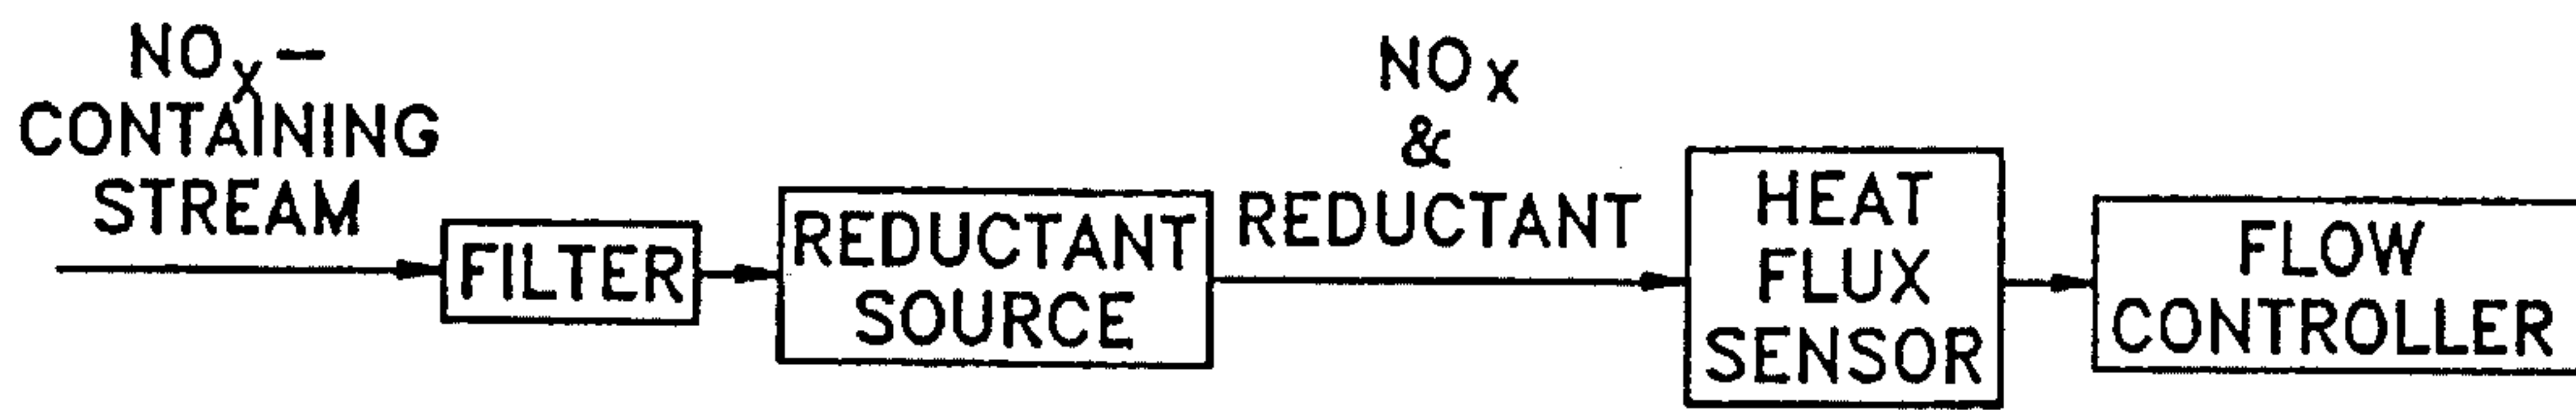 NOx-
CONTAINING
STREAM
FILTER
REDUCTANT
SOURCE
NOx
&
REDUCTANT
HEAT
FLUX
SENSOR
FLOW
CONTROLLER